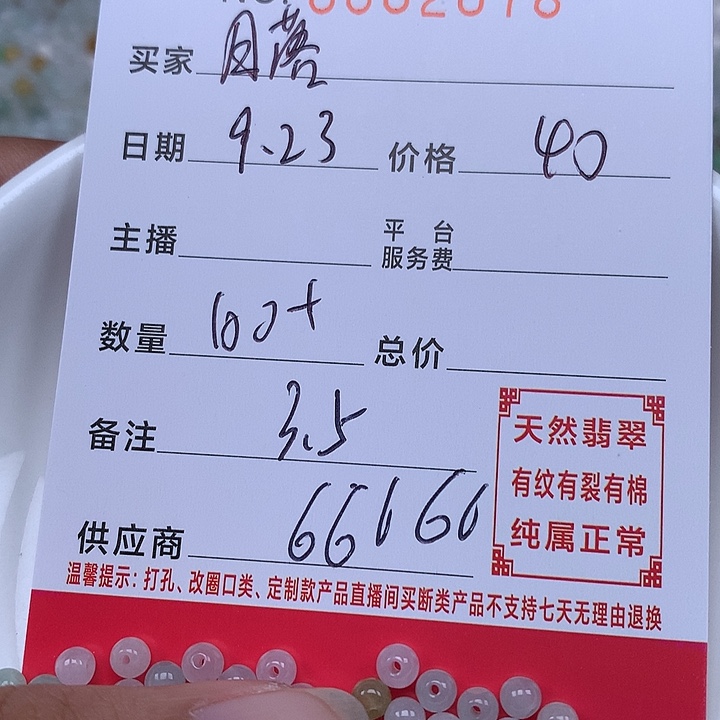 买家
日期 9.23 价格 40
主播 平台服务费
数量 100+ 总价
备注 3.5
供应商
天然翡翠
有纹有裂有棉
纯属正常
温馨提示：打孔、改圈口类、定制款产品直播间买断类产品不支持七天无理由退换